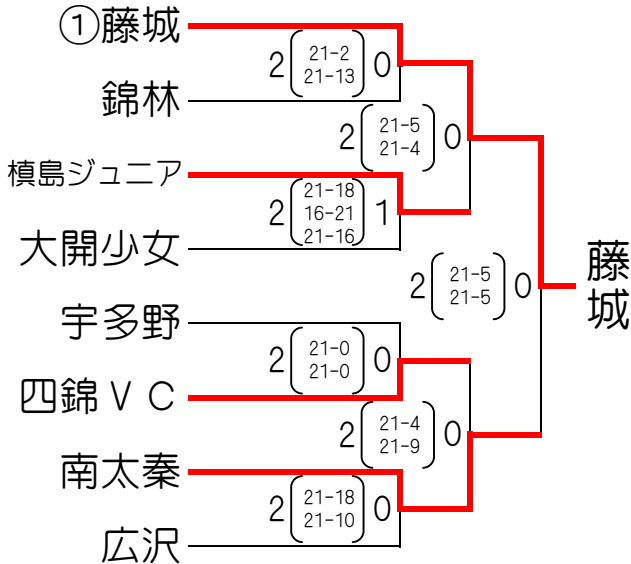 ①藤城
2 21-2 0
21-13
錦林
2 21-5 0
21-4
槙島ジュニア
21-18
2 16-21 1
21-16
大開少女
2 21-5 0
21-5
藤城
宇多野
2 21-0 0
21-0
四錦ＶＣ
2 21-4 0
21-9
南太秦
2 21-18 0
21-10
広沢